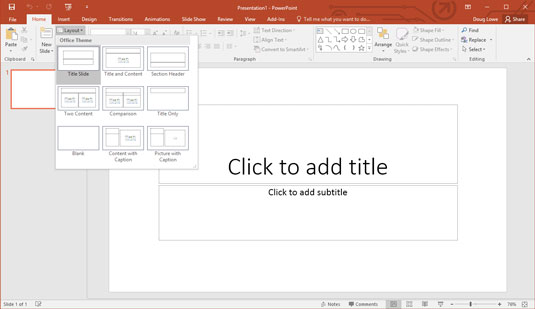 Presentation1 - PowerPoint
File Home Insert Design Transitions Animations Slide Show Review View Add-Ins Tell me what you want to do... Doug Lowe Share
Paste
New Slide
Layout
Text Direction
Align Text
Convert to SmartArt
Arrange
Quick Styles
Shape Fill
Shape Outline
Shape Effects
Find
Replace
Select
Clipboard Paragraph Drawing Editing
Office Theme
Title Slide Title and Content Section Header
Two Content Comparison Title Only
Blank Content with Caption Picture with Caption
1
Click to add title
Click to add subtitle
Slide 1 of 1 Notes Comments 78%